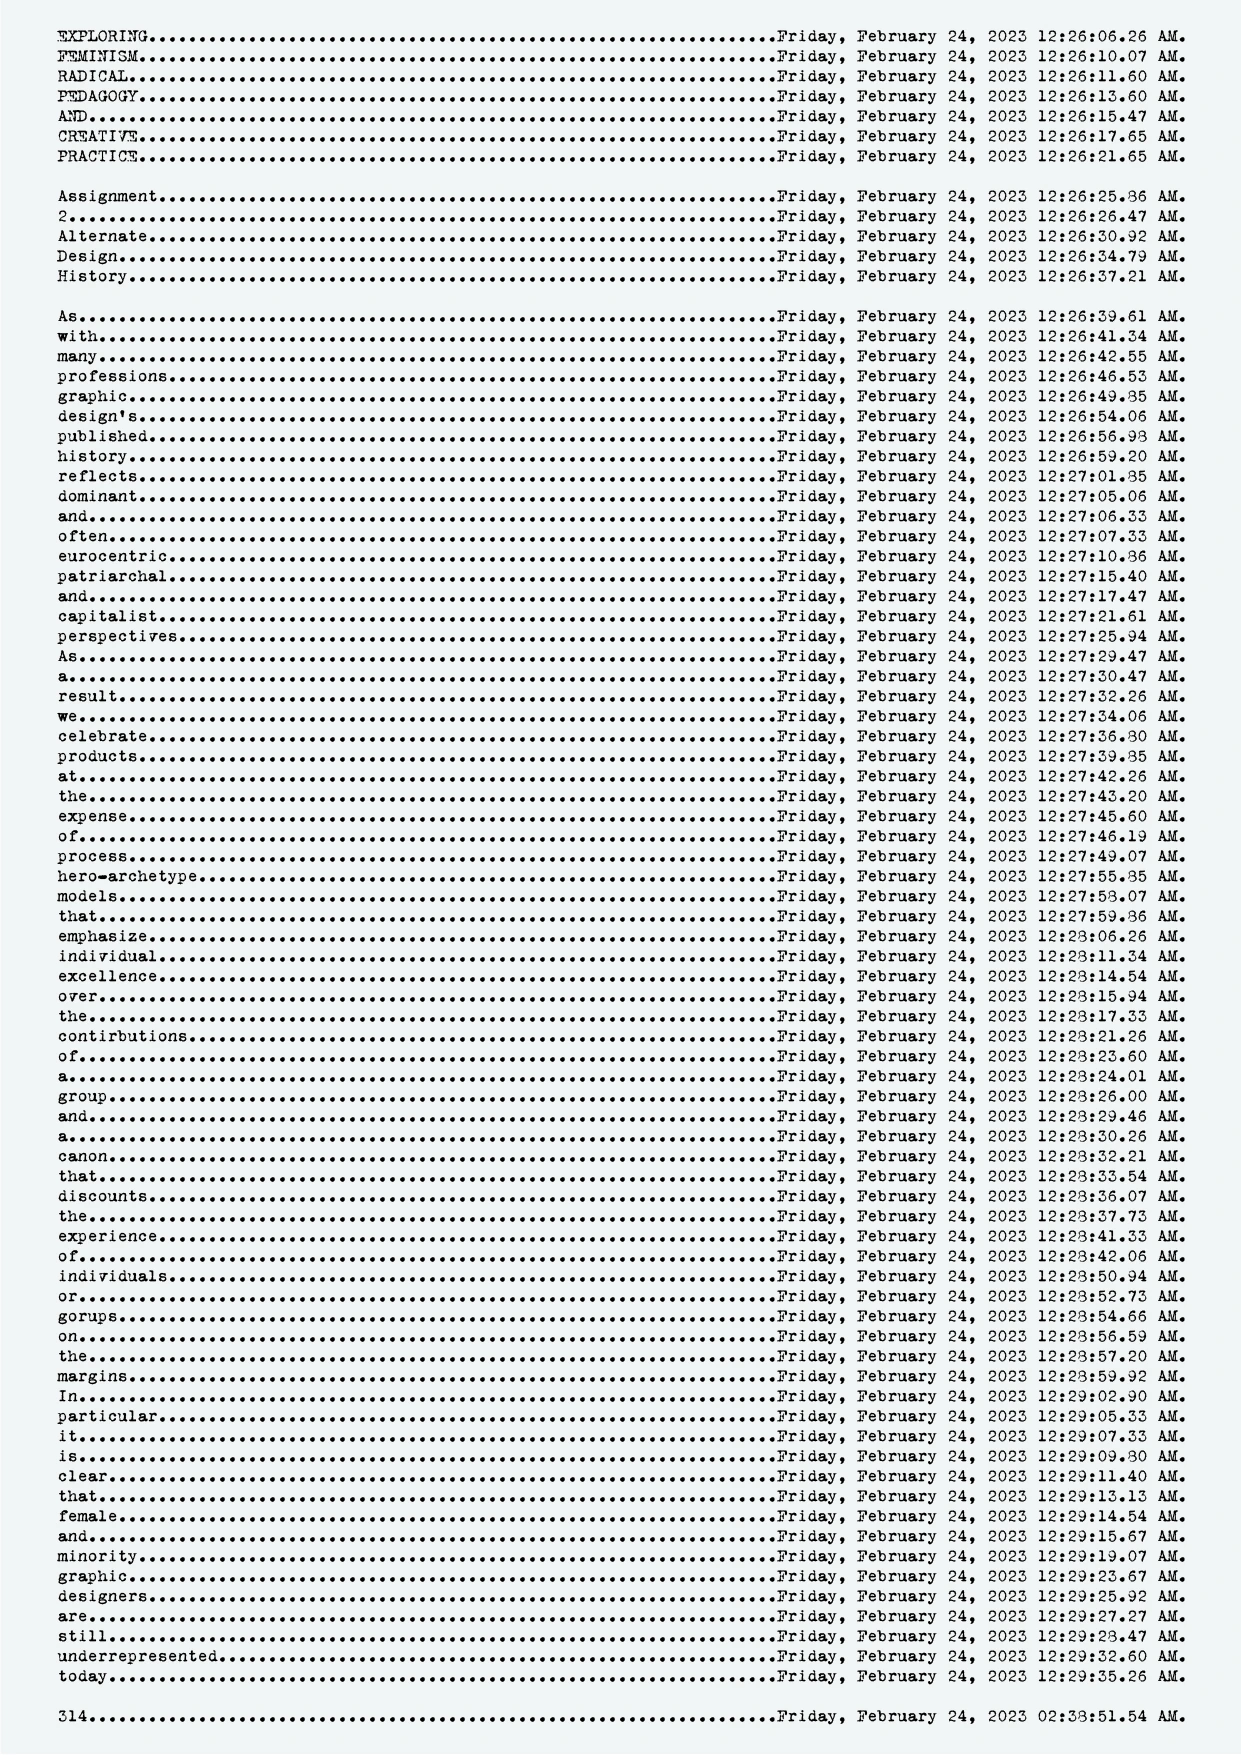 EXPLORING........................................................................Friday, February 24, 2023 12:26:06.26 AM.
FEMINISM.........................................................................Friday, February 24, 2023 12:26:10.07 AM.
RADICAL..........................................................................Friday, February 24, 2023 12:26:11.60 AM.
PEDAGOGY.........................................................................Friday, February 24, 2023 12:26:13.60 AM.
AND..............................................................................Friday, February 24, 2023 12:26:15.47 AM.
CREATIVE.........................................................................Friday, February 24, 2023 12:26:17.65 AM.
PRACTICE.........................................................................Friday, February 24, 2023 12:26:21.65 AM.
Assignment.......................................................................Friday, February 24, 2023 12:26:25.86 AM.
2................................................................................Friday, February 24, 2023 12:26:26.47 AM.
Alternate........................................................................Friday, February 24, 2023 12:26:30.92 AM.
Design...........................................................................Friday, February 24, 2023 12:26:34.79 AM.
History..........................................................................Friday, February 24, 2023 12:26:37.21 AM.
As...............................................................................Friday, February 24, 2023 12:26:39.61 AM.
with.............................................................................Friday, February 24, 2023 12:26:41.34 AM.
many.............................................................................Friday, February 24, 2023 12:26:42.55 AM.
professions......................................................................Friday, February 24, 2023 12:26:46.53 AM.
graphic..........................................................................Friday, February 24, 2023 12:26:49.85 AM.
design's.........................................................................Friday, February 24, 2023 12:26:54.06 AM.
published........................................................................Friday, February 24, 2023 12:26:56.98 AM.
history..........................................................................Friday, February 24, 2023 12:26:59.20 AM.
reflects.........................................................................Friday, February 24, 2023 12:27:01.85 AM.
dominant.........................................................................Friday, February 24, 2023 12:27:05.06 AM.
and..............................................................................Friday, February 24, 2023 12:27:06.33 AM.
often............................................................................Friday, February 24, 2023 12:27:07.33 AM.
eurocentric......................................................................Friday, February 24, 2023 12:27:10.86 AM.
patriarchal......................................................................Friday, February 24, 2023 12:27:15.40 AM.
and..............................................................................Friday, February 24, 2023 12:27:17.47 AM.
capitalist.......................................................................Friday, February 24, 2023 12:27:21.61 AM.
perspectives.....................................................................Friday, February 24, 2023 12:27:25.94 AM.
As...............................................................................Friday, February 24, 2023 12:27:29.47 AM.
a................................................................................Friday, February 24, 2023 12:27:30.47 AM.
result...........................................................................Friday, February 24, 2023 12:27:32.26 AM.
we...............................................................................Friday, February 24, 2023 12:27:34.06 AM.
celebrate........................................................................Friday, February 24, 2023 12:27:36.80 AM.
products.........................................................................Friday, February 24, 2023 12:27:39.85 AM.
at...............................................................................Friday, February 24, 2023 12:27:42.26 AM.
the..............................................................................Friday, February 24, 2023 12:27:43.20 AM.
expense..........................................................................Friday, February 24, 2023 12:27:45.60 AM.
of...............................................................................Friday, February 24, 2023 12:27:46.19 AM.
process..........................................................................Friday, February 24, 2023 12:27:49.07 AM.
hero-archetype...................................................................Friday, February 24, 2023 12:27:55.85 AM.
models...........................................................................Friday, February 24, 2023 12:27:58.07 AM.
that.............................................................................Friday, February 24, 2023 12:27:59.86 AM.
emphasize........................................................................Friday, February 24, 2023 12:28:06.26 AM.
individual.......................................................................Friday, February 24, 2023 12:28:11.34 AM.
excellence.......................................................................Friday, February 24, 2023 12:28:14.54 AM.
over.............................................................................Friday, February 24, 2023 12:28:15.94 AM.
the..............................................................................Friday, February 24, 2023 12:28:17.33 AM.
contirbutions....................................................................Friday, February 24, 2023 12:28:21.26 AM.
of...............................................................................Friday, February 24, 2023 12:28:23.60 AM.
a................................................................................Friday, February 24, 2023 12:28:24.01 AM.
group............................................................................Friday, February 24, 2023 12:28:26.00 AM.
and..............................................................................Friday, February 24, 2023 12:28:29.46 AM.
a................................................................................Friday, February 24, 2023 12:28:30.26 AM.
canon............................................................................Friday, February 24, 2023 12:28:32.21 AM.
that.............................................................................Friday, February 24, 2023 12:28:33.54 AM.
discounts........................................................................Friday, February 24, 2023 12:28:36.07 AM.
the..............................................................................Friday, February 24, 2023 12:28:37.73 AM.
experience.......................................................................Friday, February 24, 2023 12:28:41.33 AM.
of...............................................................................Friday, February 24, 2023 12:28:42.06 AM.
individuals......................................................................Friday, February 24, 2023 12:28:50.94 AM.
or...............................................................................Friday, February 24, 2023 12:28:52.73 AM.
gorups...........................................................................Friday, February 24, 2023 12:28:54.66 AM.
on...............................................................................Friday, February 24, 2023 12:28:56.59 AM.
the..............................................................................Friday, February 24, 2023 12:28:57.20 AM.
margins..........................................................................Friday, February 24, 2023 12:28:59.92 AM.
In...............................................................................Friday, February 24, 2023 12:29:02.90 AM.
particular.......................................................................Friday, February 24, 2023 12:29:05.33 AM.
it...............................................................................Friday, February 24, 2023 12:29:07.33 AM.
is...............................................................................Friday, February 24, 2023 12:29:09.80 AM.
clear............................................................................Friday, February 24, 2023 12:29:11.40 AM.
that.............................................................................Friday, February 24, 2023 12:29:13.13 AM.
female...........................................................................Friday, February 24, 2023 12:29:14.54 AM.
and..............................................................................Friday, February 24, 2023 12:29:15.67 AM.
minority.........................................................................Friday, February 24, 2023 12:29:19.07 AM.
graphic..........................................................................Friday, February 24, 2023 12:29:23.67 AM.
designers........................................................................Friday, February 24, 2023 12:29:25.92 AM.
are..............................................................................Friday, February 24, 2023 12:29:27.27 AM.
still............................................................................Friday, February 24, 2023 12:29:28.47 AM.
underrepresented.................................................................Friday, February 24, 2023 12:29:32.60 AM.
today............................................................................Friday, February 24, 2023 12:29:35.26 AM.
314..............................................................................Friday, February 24, 2023 02:38:51.54 AM.